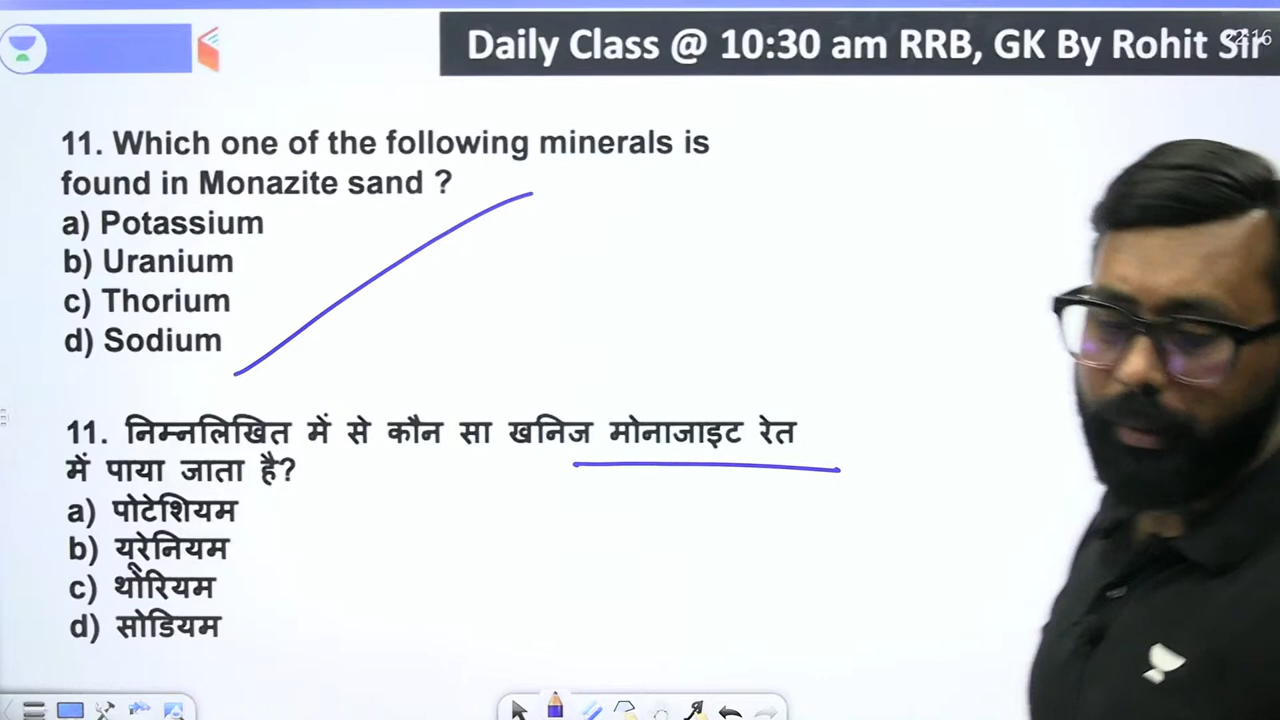 Daily Class @ 10:30 am RRB, GK By Rohit Sir
11. Which one of the following minerals is
found in Monazite sand ?
a) Potassium
b) Uranium
c) Thorium
d) Sodium
11. निम्नलिखित में से कौन सा खनिज मोनाजाइट रेत
में पाया जाता है?
a) पोटेशियम
b) यूरेनियम
c) थोरियम
d) सोडियम